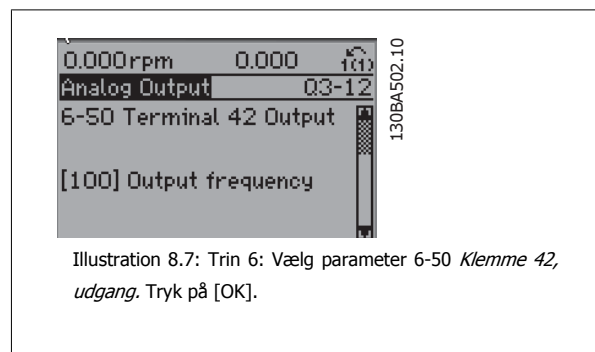 0.000rpm 0.000 1(1)
Analog Output Q3-12
6-50 Terminal 42 Output
[100] Output frequency
130BA502.10
Illustration 8.7: Trin 6: Vælg parameter 6-50 Klemme 42,
udgang. Tryk på [OK].